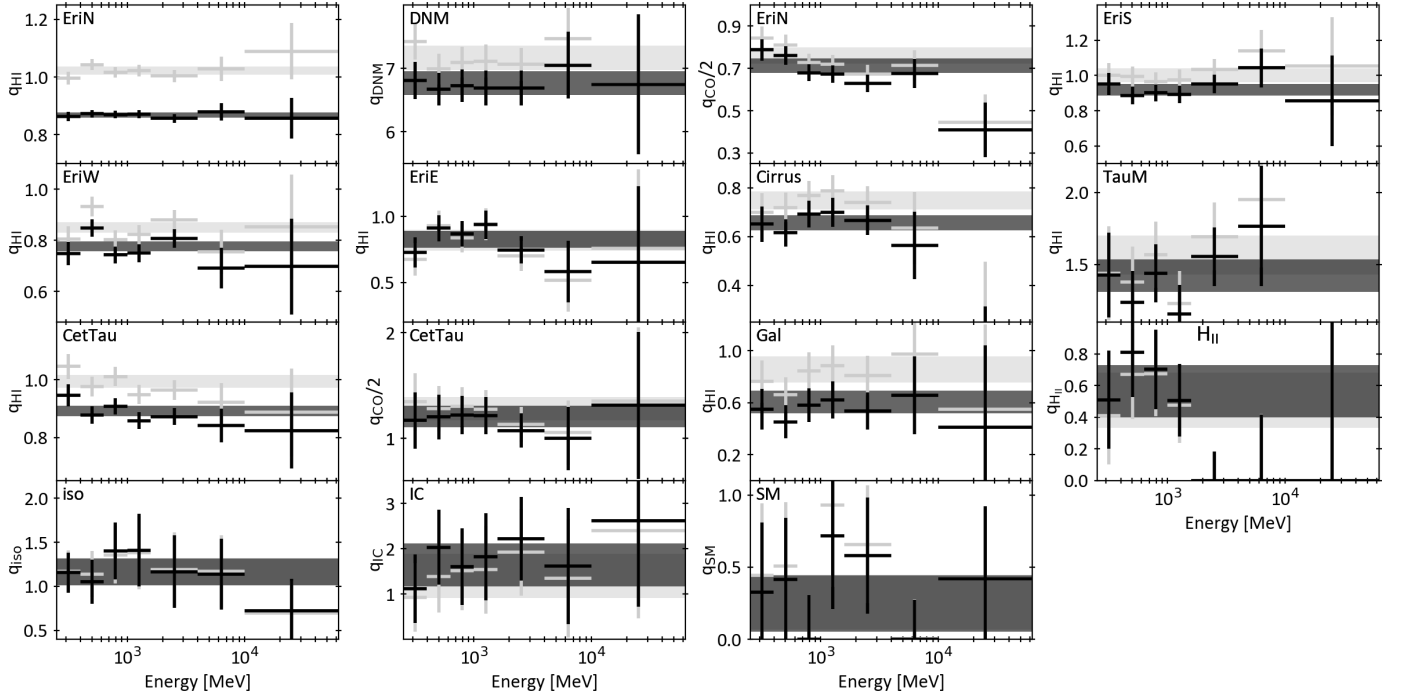 EriN
q_HI
1.2
1.0
0.8
DNM
q_DNM
7
6
EriN
q_CO/2
0.9
0.7
0.5
0.3
EriS
q_HI
1.4
1.2
1.0
0.8
0.6
EriW
q_HI
1.0
0.8
0.6
EriE
q_HI
1.0
0.5
Cirrus
q_HI
0.8
0.6
0.4
TauM
q_HI
2.0
1.5
CetTau
q_HI
1.0
0.8
CetTau
q_CO/2
2
1
Gal
q_HI
1.0
0.6
0.2
H_II
q_H_II
0.8
0.6
0.4
0.2
0.0
10^3 10^4
Energy [MeV]
iso
q_iso
2.0
1.5
1.0
0.5
10^3 10^4
Energy [MeV]
IC
q_IC
3
2
1
10^3 10^4
Energy [MeV]
SM
q_SM
1.0
0.5
0.0
10^3 10^4
Energy [MeV]